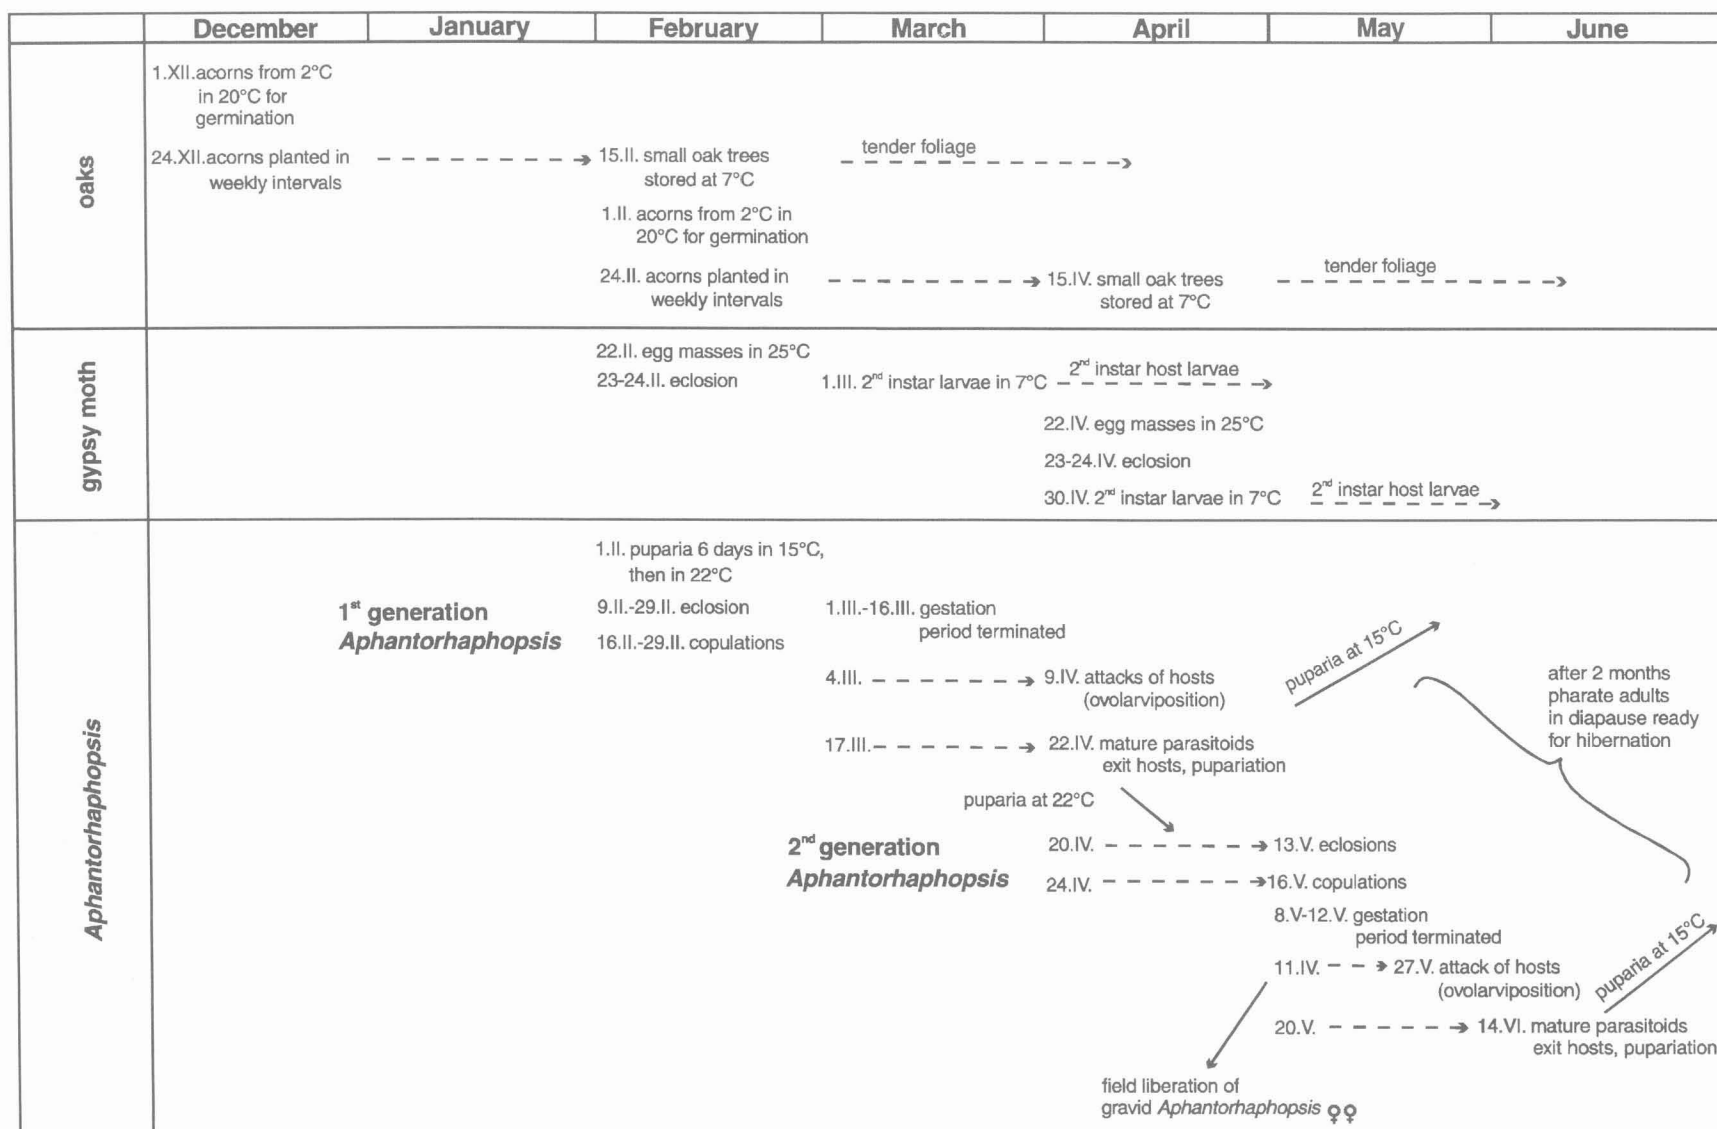 December January February March April May June
oaks
1.XII.acorns from 2°C
in 20°C for
germination
24.XII.acorns planted in
weekly intervals
15.II. small oak trees
stored at 7°C
tender foliage
1.II. acorns from 2°C in
20°C for germination
24.II. acorns planted in
weekly intervals
15.IV. small oak trees
stored at 7°C
tender foliage
gypsy moth
22.II. egg masses in 25°C
23-24.II. eclosion
1.III. 2nd instar larvae in 7°C
2nd instar host larvae
22.IV. egg masses in 25°C
23-24.IV. eclosion
30.IV. 2nd instar larvae in 7°C
2nd instar host larvae
Aphantorhaphopsis
1.II. puparia 6 days in 15°C,
then in 22°C
1st generation
Aphantorhaphopsis
9.II.-29.II. eclosion
16.II.-29.II. copulations
1.III.-16.III. gestation
period terminated
4.III.
9.IV. attacks of hosts
(ovolarviposition)
puparia at 15°C
17.III.
22.IV. mature parasitoids
exit hosts, pupariation
after 2 months
pharate adults
in diapause ready
for hibernation
puparia at 22°C
2nd generation
Aphantorhaphopsis
20.IV.
13.V. eclosions
24.IV.
16.V. copulations
8.V-12.V. gestation
period terminated
11.IV.
27.V. attack of hosts
(ovolarviposition)
puparia at 15°C
20.V.
14.VI. mature parasitoids
exit hosts, pupariation
field liberation of
gravid Aphantorhaphopsis ♀♀